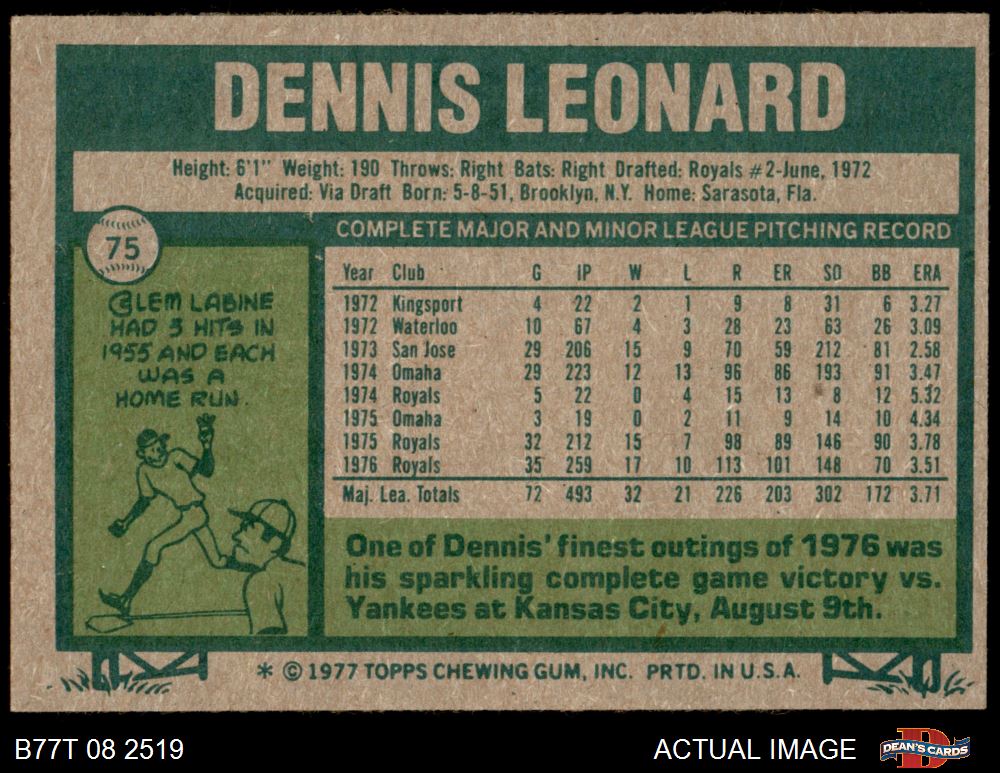 DENNIS LEONARD
Height: 6'1" Weight: 190 Throws: Right Bats: Right Drafted: Royals #2-June, 1972
Acquired: Via Draft Born: 5-8-51, Brooklyn, N.Y. Home: Sarasota, Fla.
75
CLEM LABINE
HAD 3 HITS IN
1955 AND EACH
WAS A
HOME RUN.
COMPLETE MAJOR AND MINOR LEAGUE PITCHING RECORD
Year Club G IP W L R ER SO BB ERA
1972 Kingsport 4 22 2 1 9 8 31 6 3.27
1972 Waterloo 10 67 4 3 28 23 63 26 3.09
1973 San Jose 29 206 15 9 70 59 212 81 2.58
1974 Omaha 29 223 12 13 96 86 193 91 3.47
1974 Royals 5 22 0 4 15 13 8 12 5.32
1975 Omaha 3 19 0 2 11 9 14 10 4.34
1975 Royals 32 212 15 7 98 89 146 90 3.78
1976 Royals 35 259 17 10 113 101 148 70 3.51
Maj. Lea. Totals 72 493 32 21 226 203 302 172 3.71
One of Dennis' finest outings of 1976 was
his sparkling complete game victory vs.
Yankees at Kansas City, August 9th.
* © 1977 TOPPS CHEWING GUM, INC. PRTD. IN U.S.A.
B77T 08 2519 ACTUAL IMAGE DEAN'S CARDS